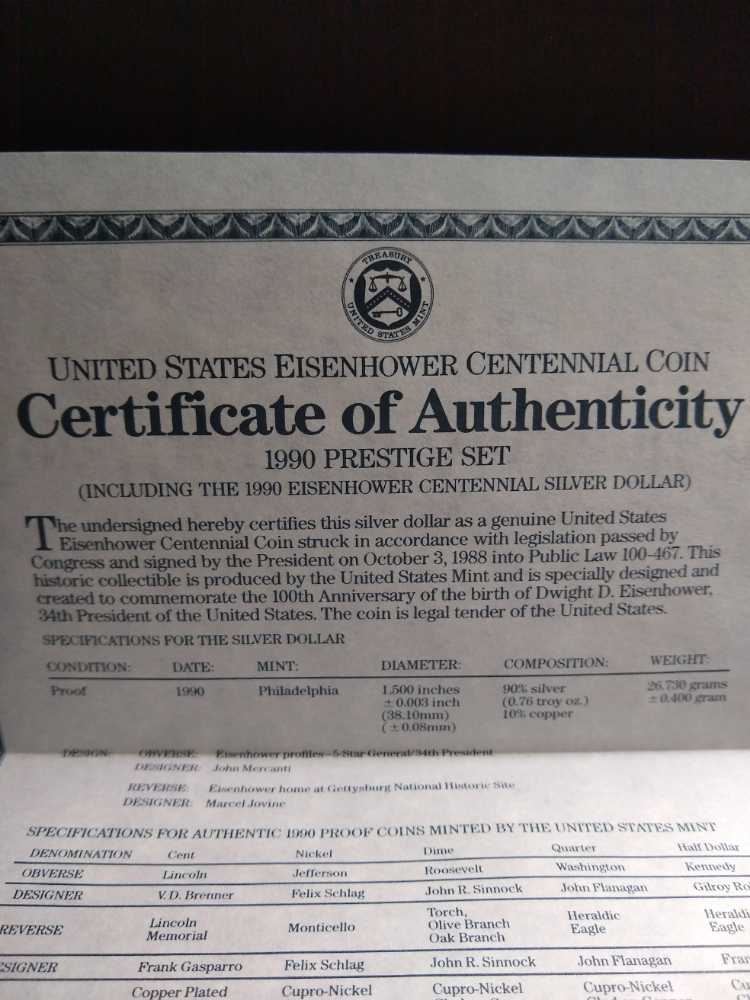 TREASURY
UNITED STATES MINT
UNITED STATES EISENHOWER CENTENNIAL COIN
Certificate of Authenticity
1990 PRESTIGE SET
(INCLUDING THE 1990 EISENHOWER CENTENNIAL SILVER DOLLAR)
The undersigned hereby certifies this silver dollar as a genuine United States
Eisenhower Centennial Coin struck in accordance with legislation passed by
Congress and signed by the President on October 3, 1988 into Public Law 100-467. This
historic collectible is produced by the United States Mint and is specially designed and
created to commemorate the 100th Anniversary of the birth of Dwight D. Eisenhower,
34th President of the United States. The coin is legal tender of the United States.
SPECIFICATIONS FOR THE SILVER DOLLAR
CONDITION: DATE: MINT: DIAMETER: COMPOSITION: WEIGHT:
Proof 1990 Philadelphia 1.500 inches 90% silver 26.730 grams
± 0.003 inch (0.76 troy oz.) ± 0.400 gram
(38.10mm) 10% copper
(± 0.08mm)
DESIGN: OBVERSE: Eisenhower profiles—5-Star General/34th President
DESIGNER: John Mercanti
REVERSE: Eisenhower home at Gettysburg National Historic Site
DESIGNER: Marcel Jovine
SPECIFICATIONS FOR AUTHENTIC 1990 PROOF COINS MINTED BY THE UNITED STATES MINT
DENOMINATION Cent Nickel Dime Quarter Half Dollar
OBVERSE Lincoln Jefferson Roosevelt Washington Kennedy
DESIGNER V.D. Brenner Felix Schlag John R. Sinnock John Flanagan Gilroy Ro
REVERSE Lincoln Memorial Monticello Torch, Olive Branch Oak Branch Heraldic Eagle Heraldi Eagle
SIGNER Frank Gasparro Felix Schlag John R. Sinnock John Flanagan Fran
Copper Plated Cupro-Nickel Cupro-Nickel Cupro-Nickel Cu